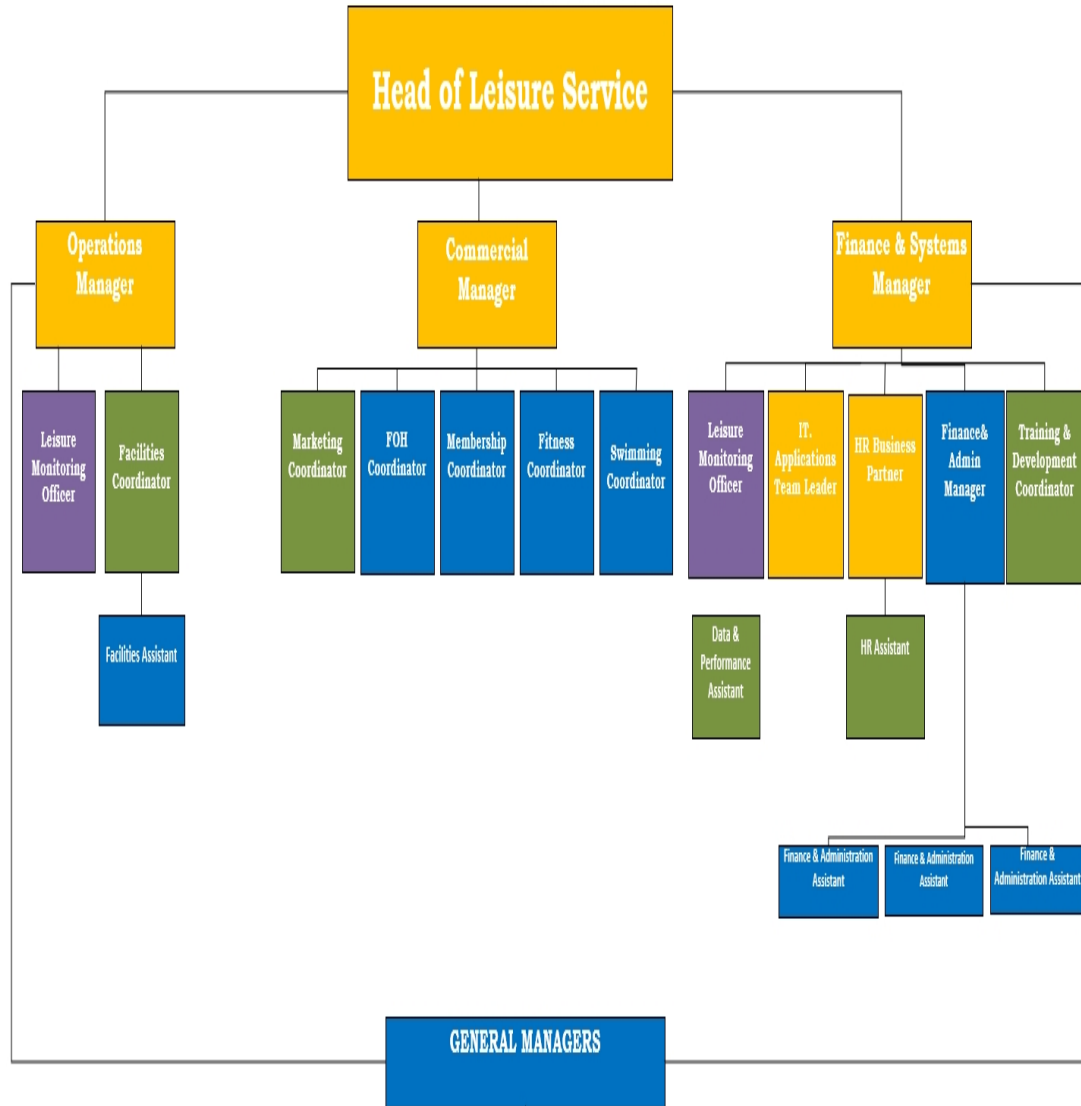 Head of Leisure Service
Operations
Manager
Commercial
Manager
Finance & Systems
Manager
Leisure
Monitoring
Officer
Facilities
Coordinator
Marketing
Coordinator
FOH
Coordinator
Membership
Coordinator
Fitness
Coordinator
Swimming
Coordinator
Leisure
Monitoring
Officer
IT.
Applications
Team Leader
HR Business
Partner
Finance&
Admin
Manager
Training &
Development
Coordinator
Facilities Assistant
Data &
Performance
Assistant
HR Assistant
Finance & Administration
Assistant
Finance & Administration
Assistant
Finance &
Administration Assistant
GENERAL MANAGERS